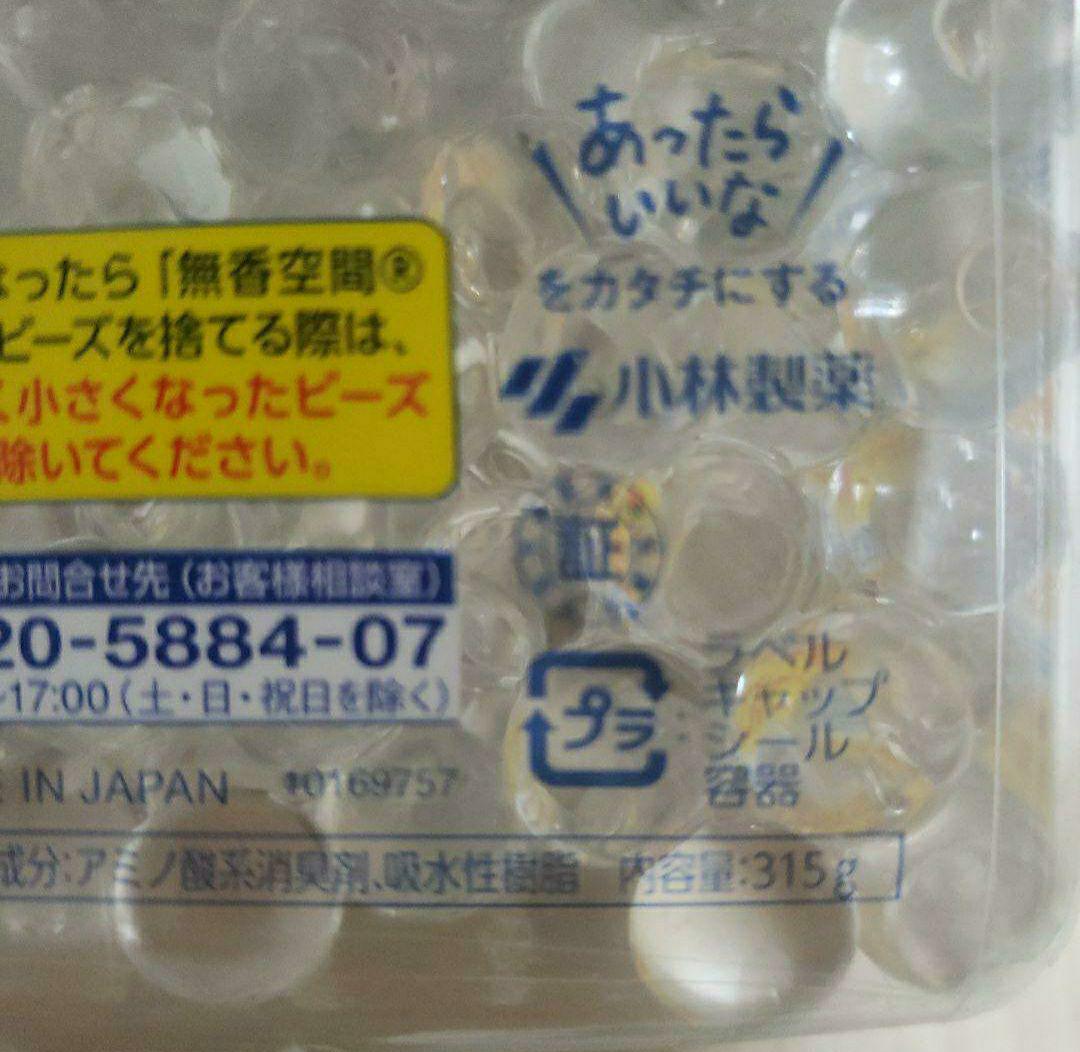 あったら
いいな
をカタチにする
小林製薬
なったら「無香空間®
ビーズを捨てる際は、
く小さくなったビーズ
除いてください。
証
お問合せ先（お客様相談室）
20-5884-07
~17:00（土・日・祝日を除く）
プラ
:
ラベル
キャップ
シール
容器
E IN JAPAN
10169757
成分:アミノ酸系消臭剤、吸水性樹脂 内容量:315g